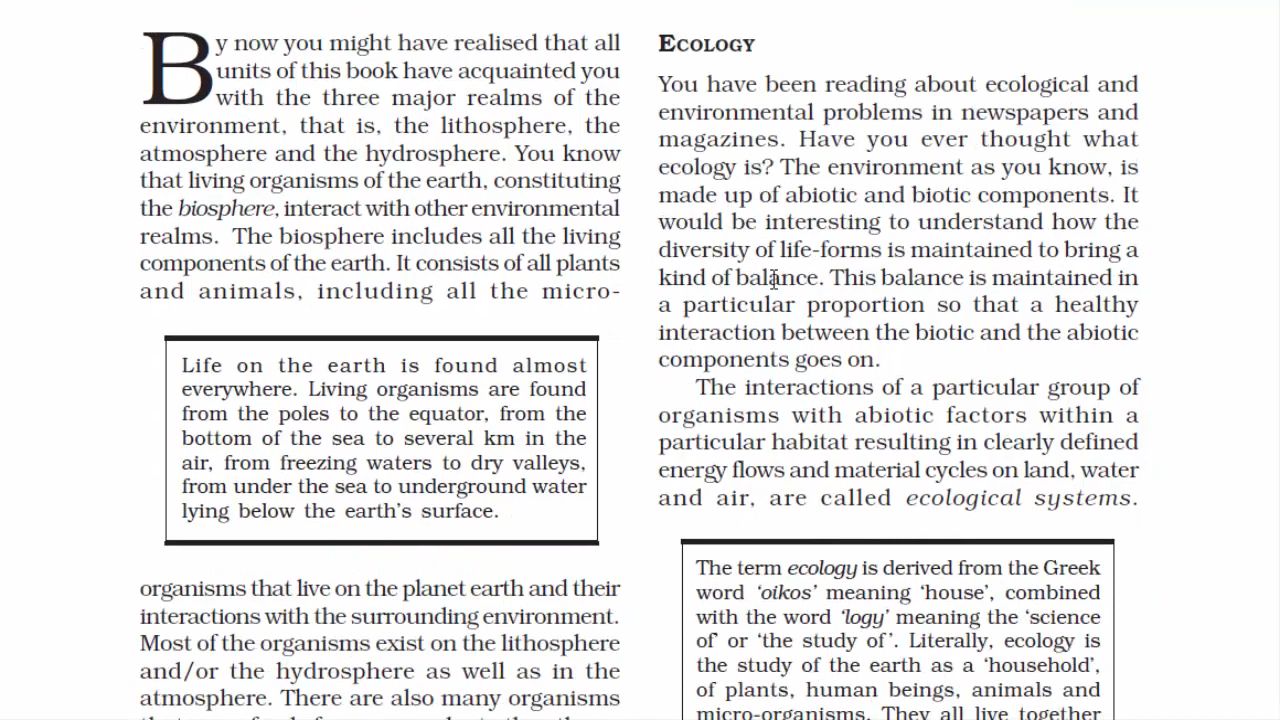 By now you might have realised that all
units of this book have acquainted you
with the three major realms of the
environment, that is, the lithosphere, the
atmosphere and the hydrosphere. You know
that living organisms of the earth, constituting
the biosphere, interact with other environmental
realms. The biosphere includes all the living
components of the earth. It consists of all plants
and animals, including all the micro-
Life on the earth is found almost
everywhere. Living organisms are found
from the poles to the equator, from the
bottom of the sea to several km in the
air, from freezing waters to dry valleys,
from under the sea to underground water
lying below the earth's surface.
organisms that live on the planet earth and their
interactions with the surrounding environment.
Most of the organisms exist on the lithosphere
and/or the hydrosphere as well as in the
atmosphere. There are also many organisms
ECOLOGY
You have been reading about ecological and
environmental problems in newspapers and
magazines. Have you ever thought what
ecology is? The environment as you know, is
made up of abiotic and biotic components. It
would be interesting to understand how the
diversity of life-forms is maintained to bring a
kind of balance. This balance is maintained in
a particular proportion so that a healthy
interaction between the biotic and the abiotic
components goes on.
The interactions of a particular group of
organisms with abiotic factors within a
particular habitat resulting in clearly defined
energy flows and material cycles on land, water
and air, are called ecological systems.
The term ecology is derived from the Greek
word 'oikos' meaning 'house', combined
with the word 'logy' meaning the 'science
of' or 'the study of'. Literally, ecology is
the study of the earth as a 'household',
of plants, human beings, animals and
micro-organisms. They all live together